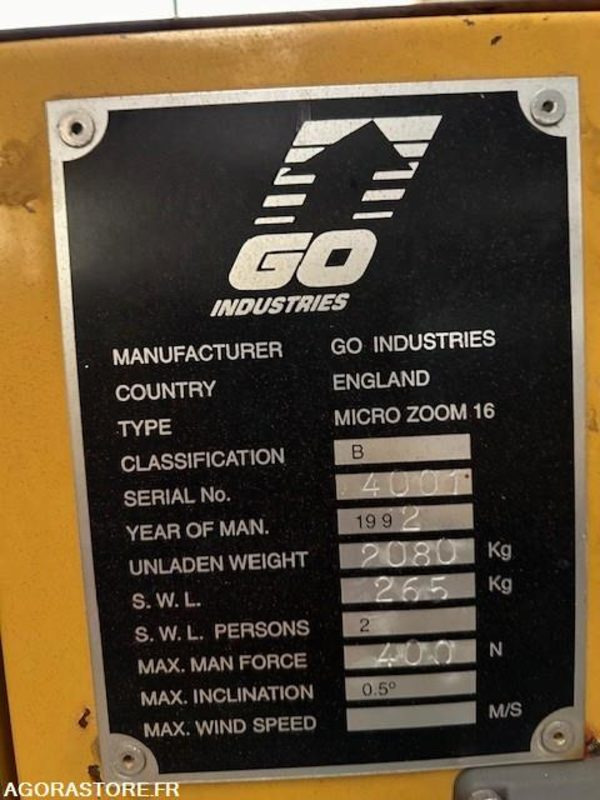 GO
INDUSTRIES
MANUFACTURER GO INDUSTRIES
COUNTRY ENGLAND
TYPE MICRO ZOOM 16
CLASSIFICATION B
SERIAL No. 4001
YEAR OF MAN. 1992
UNLADEN WEIGHT 2080 Kg
S. W. L. 265 Kg
S. W. L. PERSONS 2
MAX. MAN FORCE 400 N
MAX. INCLINATION 0.5°
MAX. WIND SPEED M/S
AGORASTORE.FR